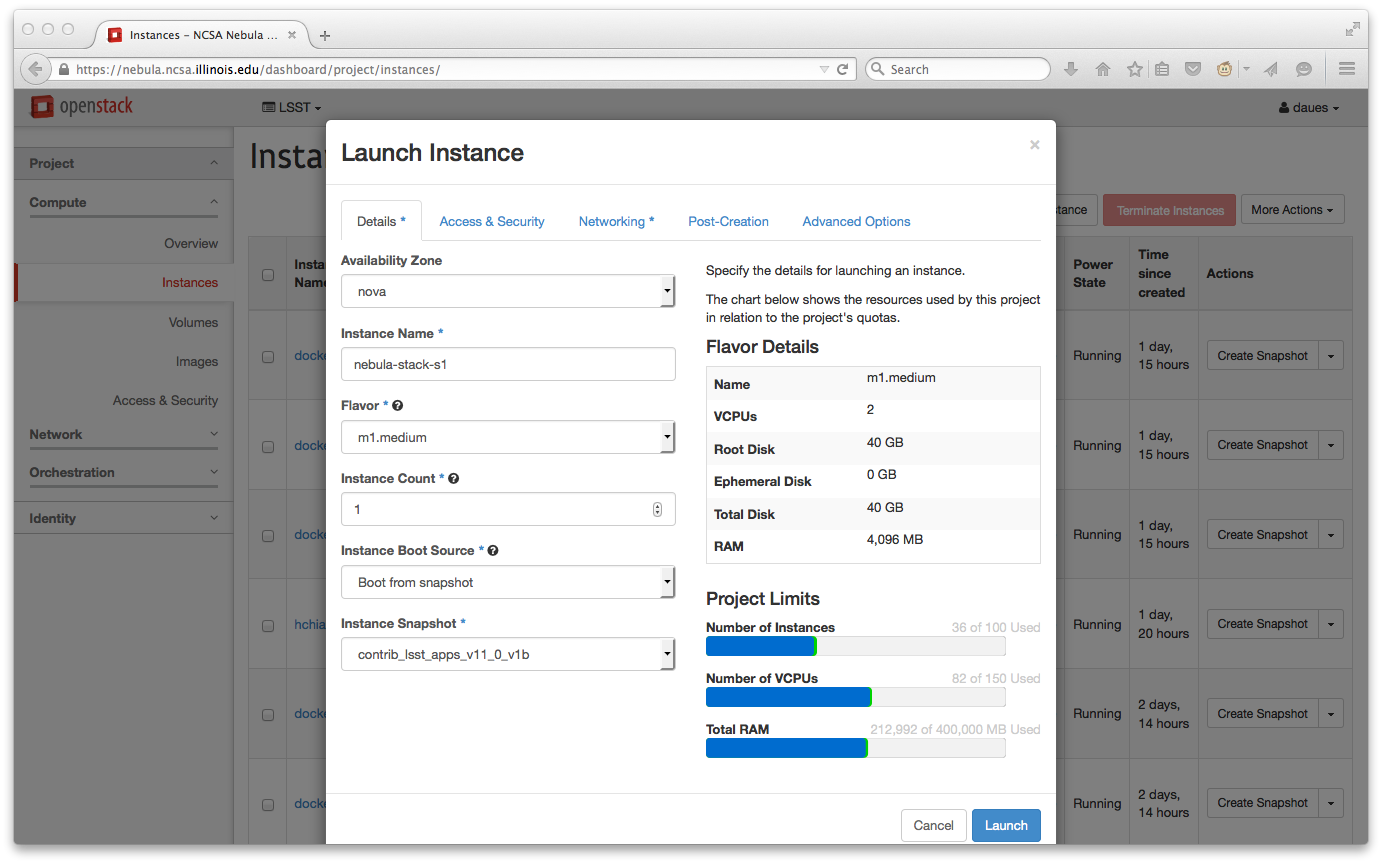 Instances – NCSA Nebula ...
https://nebula.ncsa.illinois.edu/dashboard/project/instances/
Search
openstack
LSST
daues
Project
Compute
Overview
Instances
Volumes
Images
Access & Security
Network
Orchestration
Identity
Insta
tance
Terminate Instances
More Actions
Insta
Name
Power
State
Time
since
created
Actions
docke
Running
1 day,
15 hours
Create Snapshot
docke
Running
1 day,
15 hours
Create Snapshot
docke
Running
1 day,
15 hours
Create Snapshot
hchia
Running
1 day,
20 hours
Create Snapshot
docke
Running
2 days,
14 hours
Create Snapshot
docke
Running
2 days,
14 hours
Create Snapshot
Launch Instance
×
Details *
Access & Security
Networking *
Post-Creation
Advanced Options
Availability Zone
nova
Instance Name *
nebula-stack-s1
Flavor * ?
m1.medium
Instance Count * ?
1
Instance Boot Source * ?
Boot from snapshot
Instance Snapshot *
contrib_lsst_apps_v11_0_v1b
Specify the details for launching an instance.
The chart below shows the resources used by this project
in relation to the project's quotas.
Flavor Details
Name m1.medium
VCPUs 2
Root Disk 40 GB
Ephemeral Disk 0 GB
Total Disk 40 GB
RAM 4,096 MB
Project Limits
Number of Instances 36 of 100 Used
Number of VCPUs 82 of 150 Used
Total RAM 212,992 of 400,000 MB Used
Cancel
Launch